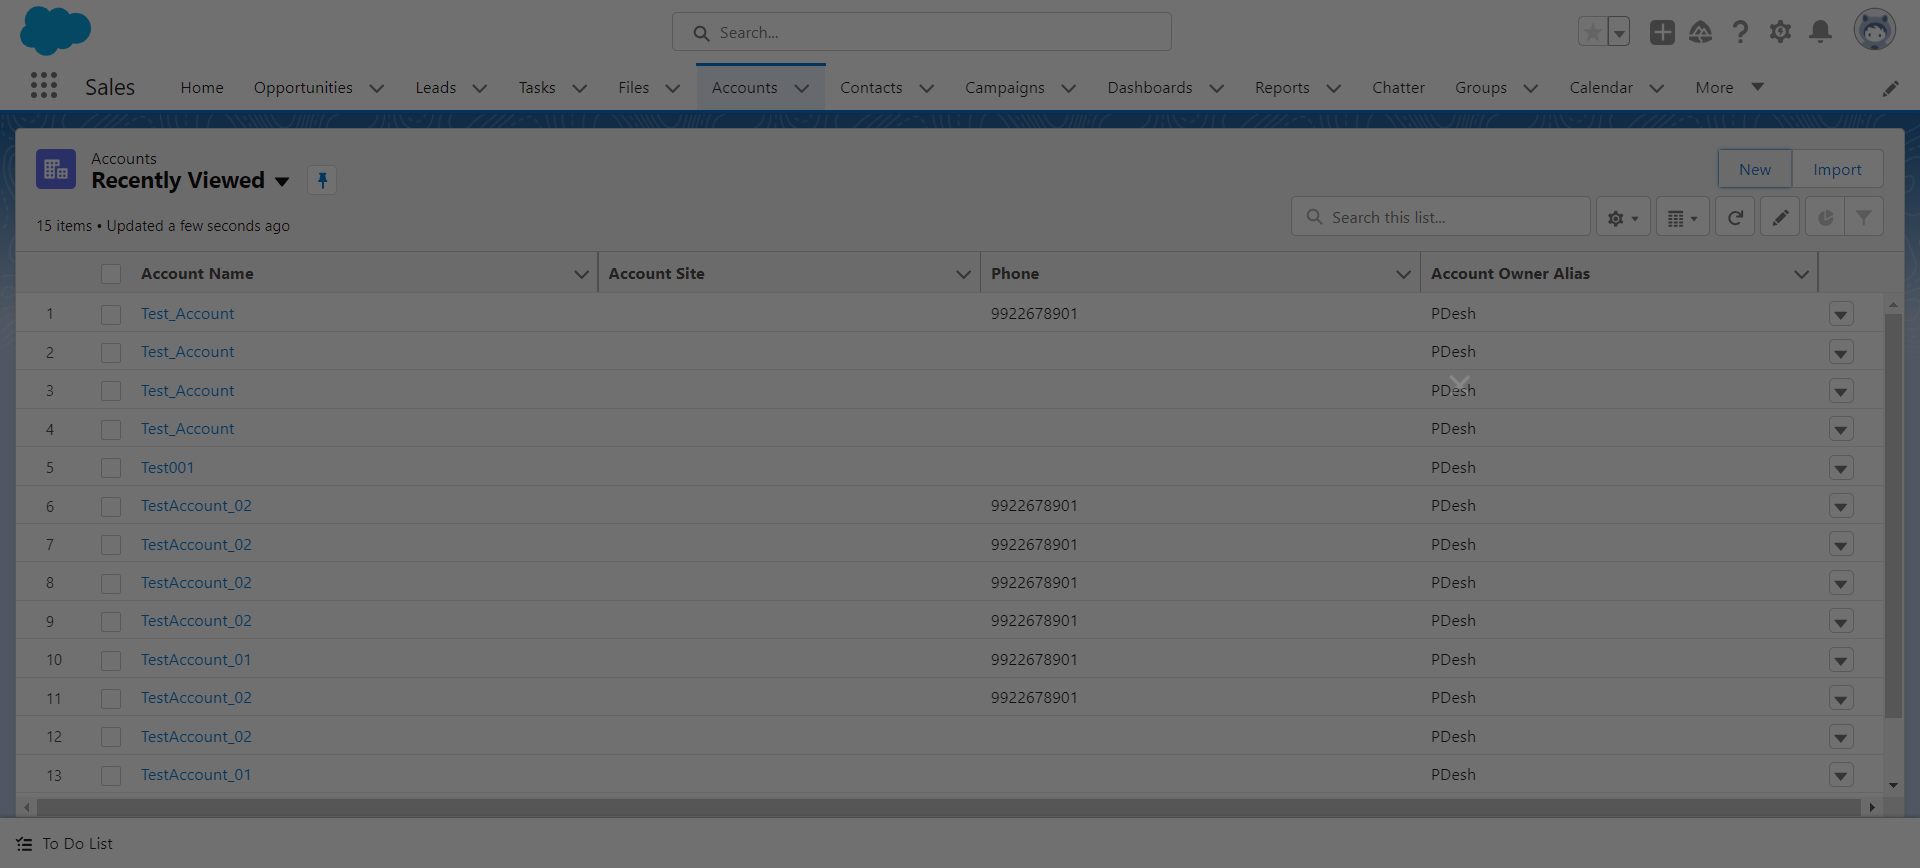 Search...
Sales Home Opportunities Leads Tasks Files Accounts Contacts Campaigns Dashboards Reports Chatter Groups Calendar More
Accounts
Recently Viewed
New Import
15 items • Updated a few seconds ago
Search this list...
Account Name Account Site Phone Account Owner Alias
1 Test_Account 9922678901 PDesh
2 Test_Account PDesh
3 Test_Account PDesh
4 Test_Account PDesh
5 Test001 PDesh
6 TestAccount_02 9922678901 PDesh
7 TestAccount_02 9922678901 PDesh
8 TestAccount_02 9922678901 PDesh
9 TestAccount_02 9922678901 PDesh
10 TestAccount_01 9922678901 PDesh
11 TestAccount_02 9922678901 PDesh
12 TestAccount_02 PDesh
13 TestAccount_01 PDesh
To Do List